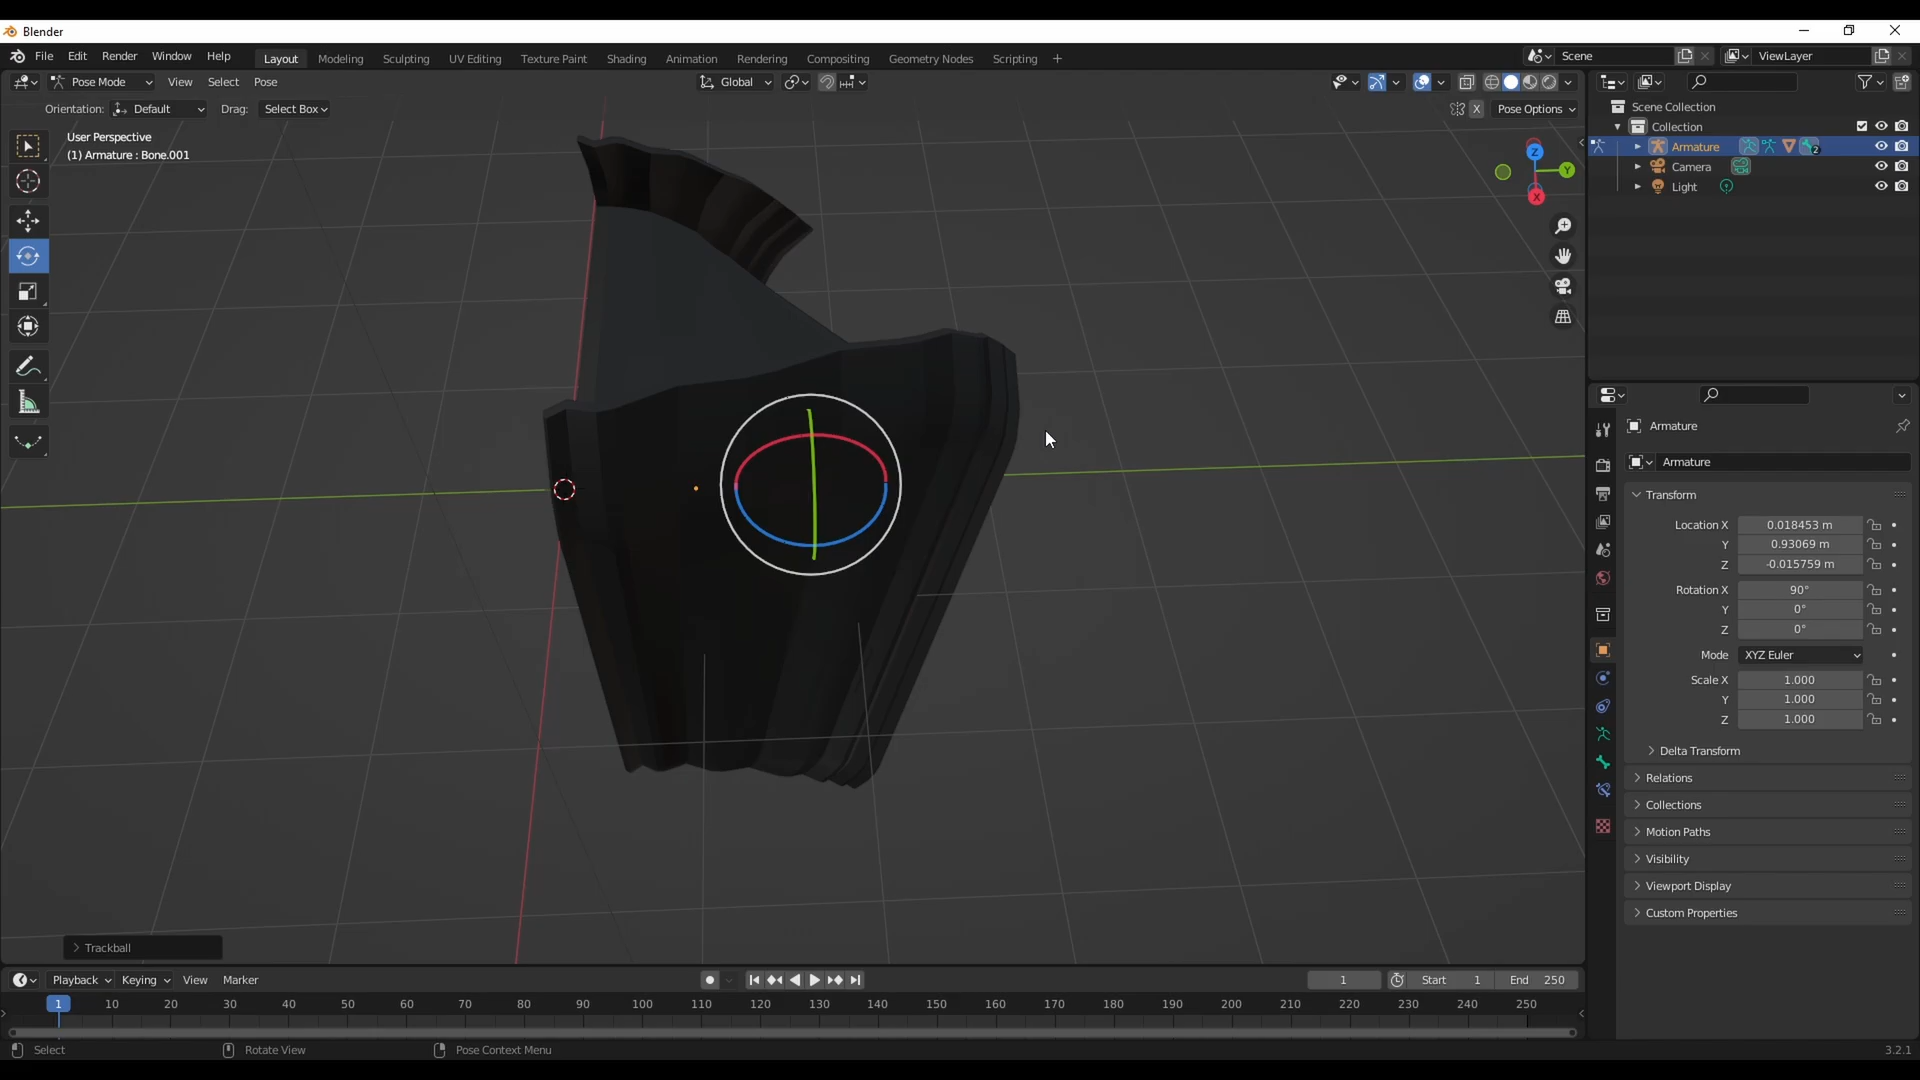 Blender
File Edit Render Window Help Layout Modeling Sculpting UV Editing Texture Paint Shading Animation Rendering Compositing Geometry Nodes Scripting + Scene ViewLayer
Pose Mode View Select Pose Global
Orientation: Default Drag: Select Box X Pose Options
User Perspective
(1) Armature : Bone.001
Z
Y
X
Scene Collection
Collection
Armature 2
Camera
Light
Armature
Armature
Transform
Location X 0.018453 m
Y 0.93069 m
Z -0.015759 m
Rotation X 90°
Y 0°
Z 0°
Mode XYZ Euler
Scale X 1.000
Y 1.000
Z 1.000
Delta Transform
Relations
Collections
Motion Paths
Visibility
Viewport Display
Custom Properties
Trackball
Playback Keying View Marker 1 Start 1 End 250
1 10 20 30 40 50 60 70 80 90 100 110 120 130 140 150 160 170 180 190 200 210 220 230 240 250
Select Rotate View Pose Context Menu 3.2.1